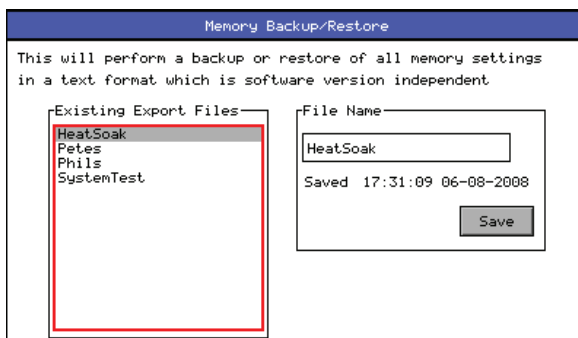 Memory Backup/Restore
This will perform a backup or restore of all memory settings
in a text format which is software version independent
Existing Export Files
HeatSoak
Petes
Phils
SystemTest
File Name
HeatSoak
Saved 17:31:09 06-08-2008
Save